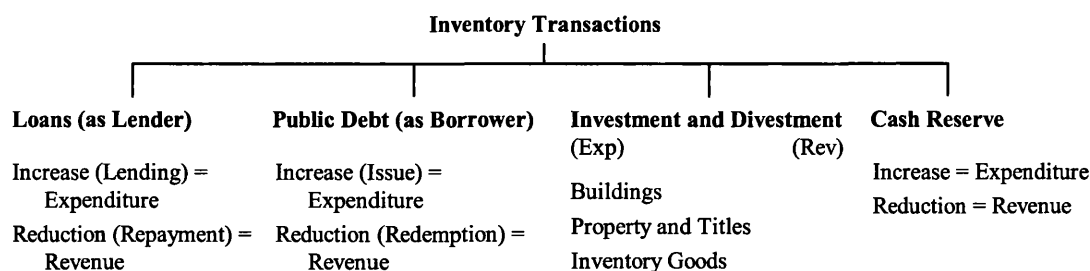 Inventory Transactions
Loans (as Lender)
Increase (Lending) =
Expenditure
Reduction (Repayment) =
Revenue
Public Debt (as Borrower)
Increase (Issue) =
Expenditure
Reduction (Redemption) =
Revenue
Investment and Divestment
(Exp) (Rev)
Buildings
Property and Titles
Inventory Goods
Cash Reserve
Increase = Expenditure
Reduction = Revenue